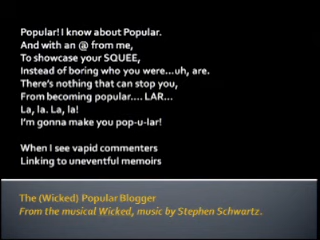 Popular! I know about Popular.
And with an @ from me,
To showcase your SQUEE,
Instead of boring who you were...uh, are.
There's nothing that can stop you,
From becoming popular.... LAR...
La, la. La, la!
I'm gonna make you pop-u-lar!
When I see vapid commenters
Linking to uneventful memoirs
The (Wicked) Popular Blogger
From the musical Wicked, music by Stephen Schwartz.